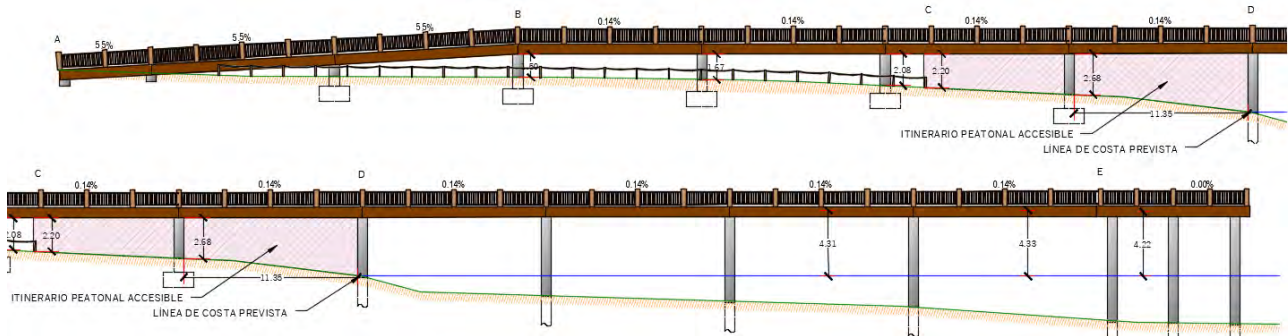 A
5.5%
5.5%
5.5%
B
0.14%
0.14%
C
0.14%
0.14%
D
1.67
2.08
2.20
2.68
11.35
ITINERARIO PEATONAL ACCESIBLE
LÍNEA DE COSTA PREVISTA
C
0.14%
0.14%
D
0.14%
0.14%
0.14%
0.14%
E
0.00%
2.08
2.20
2.68
11.35
4.31
4.33
4.22
ITINERARIO PEATONAL ACCESIBLE
LÍNEA DE COSTA PREVISTA